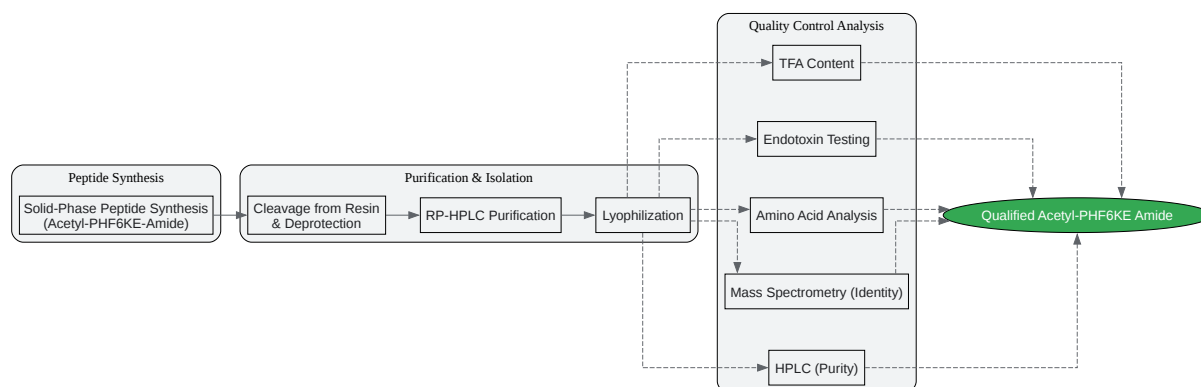 Peptide Synthesis
Solid-Phase Peptide Synthesis
(Acetyl-PHF6KE-Amide)
Purification & Isolation
Cleavage from Resin
& Deprotection
RP-HPLC Purification
Lyophilization
Quality Control Analysis
TFA Content
Endotoxin Testing
Amino Acid Analysis
Mass Spectrometry (Identity)
HPLC (Purity)
Qualified Acetyl-PHF6KE Amide